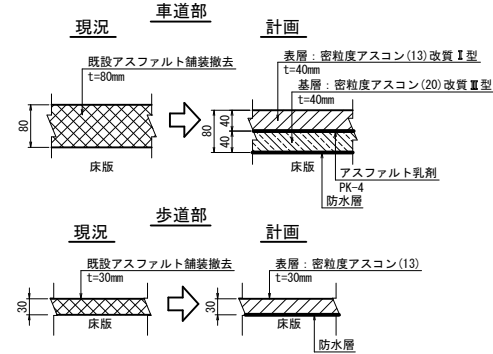 車道部
現況
計画
既設アスファルト舗装撤去
t=80mm
80
床版
表層：密粒度アスコン(13)改質Ⅱ型
t=40mm
基層：密粒度アスコン(20)改質Ⅲ型
t=40mm
80
40
40
床版
アスファルト乳剤
PK-4
防水層
歩道部
現況
計画
既設アスファルト舗装撤去
t=30mm
30
床版
表層：密粒度アスコン(13)
t=30mm
30
床版
防水層